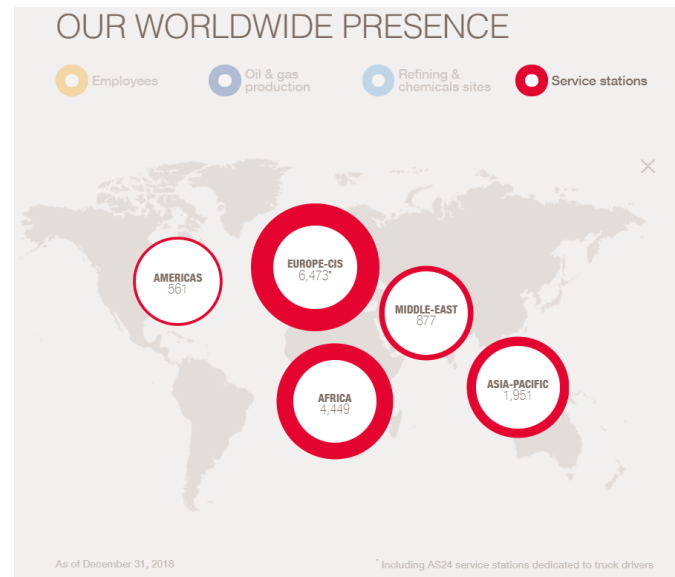 OUR WORLDWIDE PRESENCE
Employees
Oil & gas
production
Refining &
chemicals sites
Service stations
EUROPE-CIS
6,473*
AMERICAS
561
MIDDLE-EAST
877
ASIA-PACIFIC
1,951
AFRICA
4,449
As of December 31, 2018
* Including AS24 service stations dedicated to truck drivers